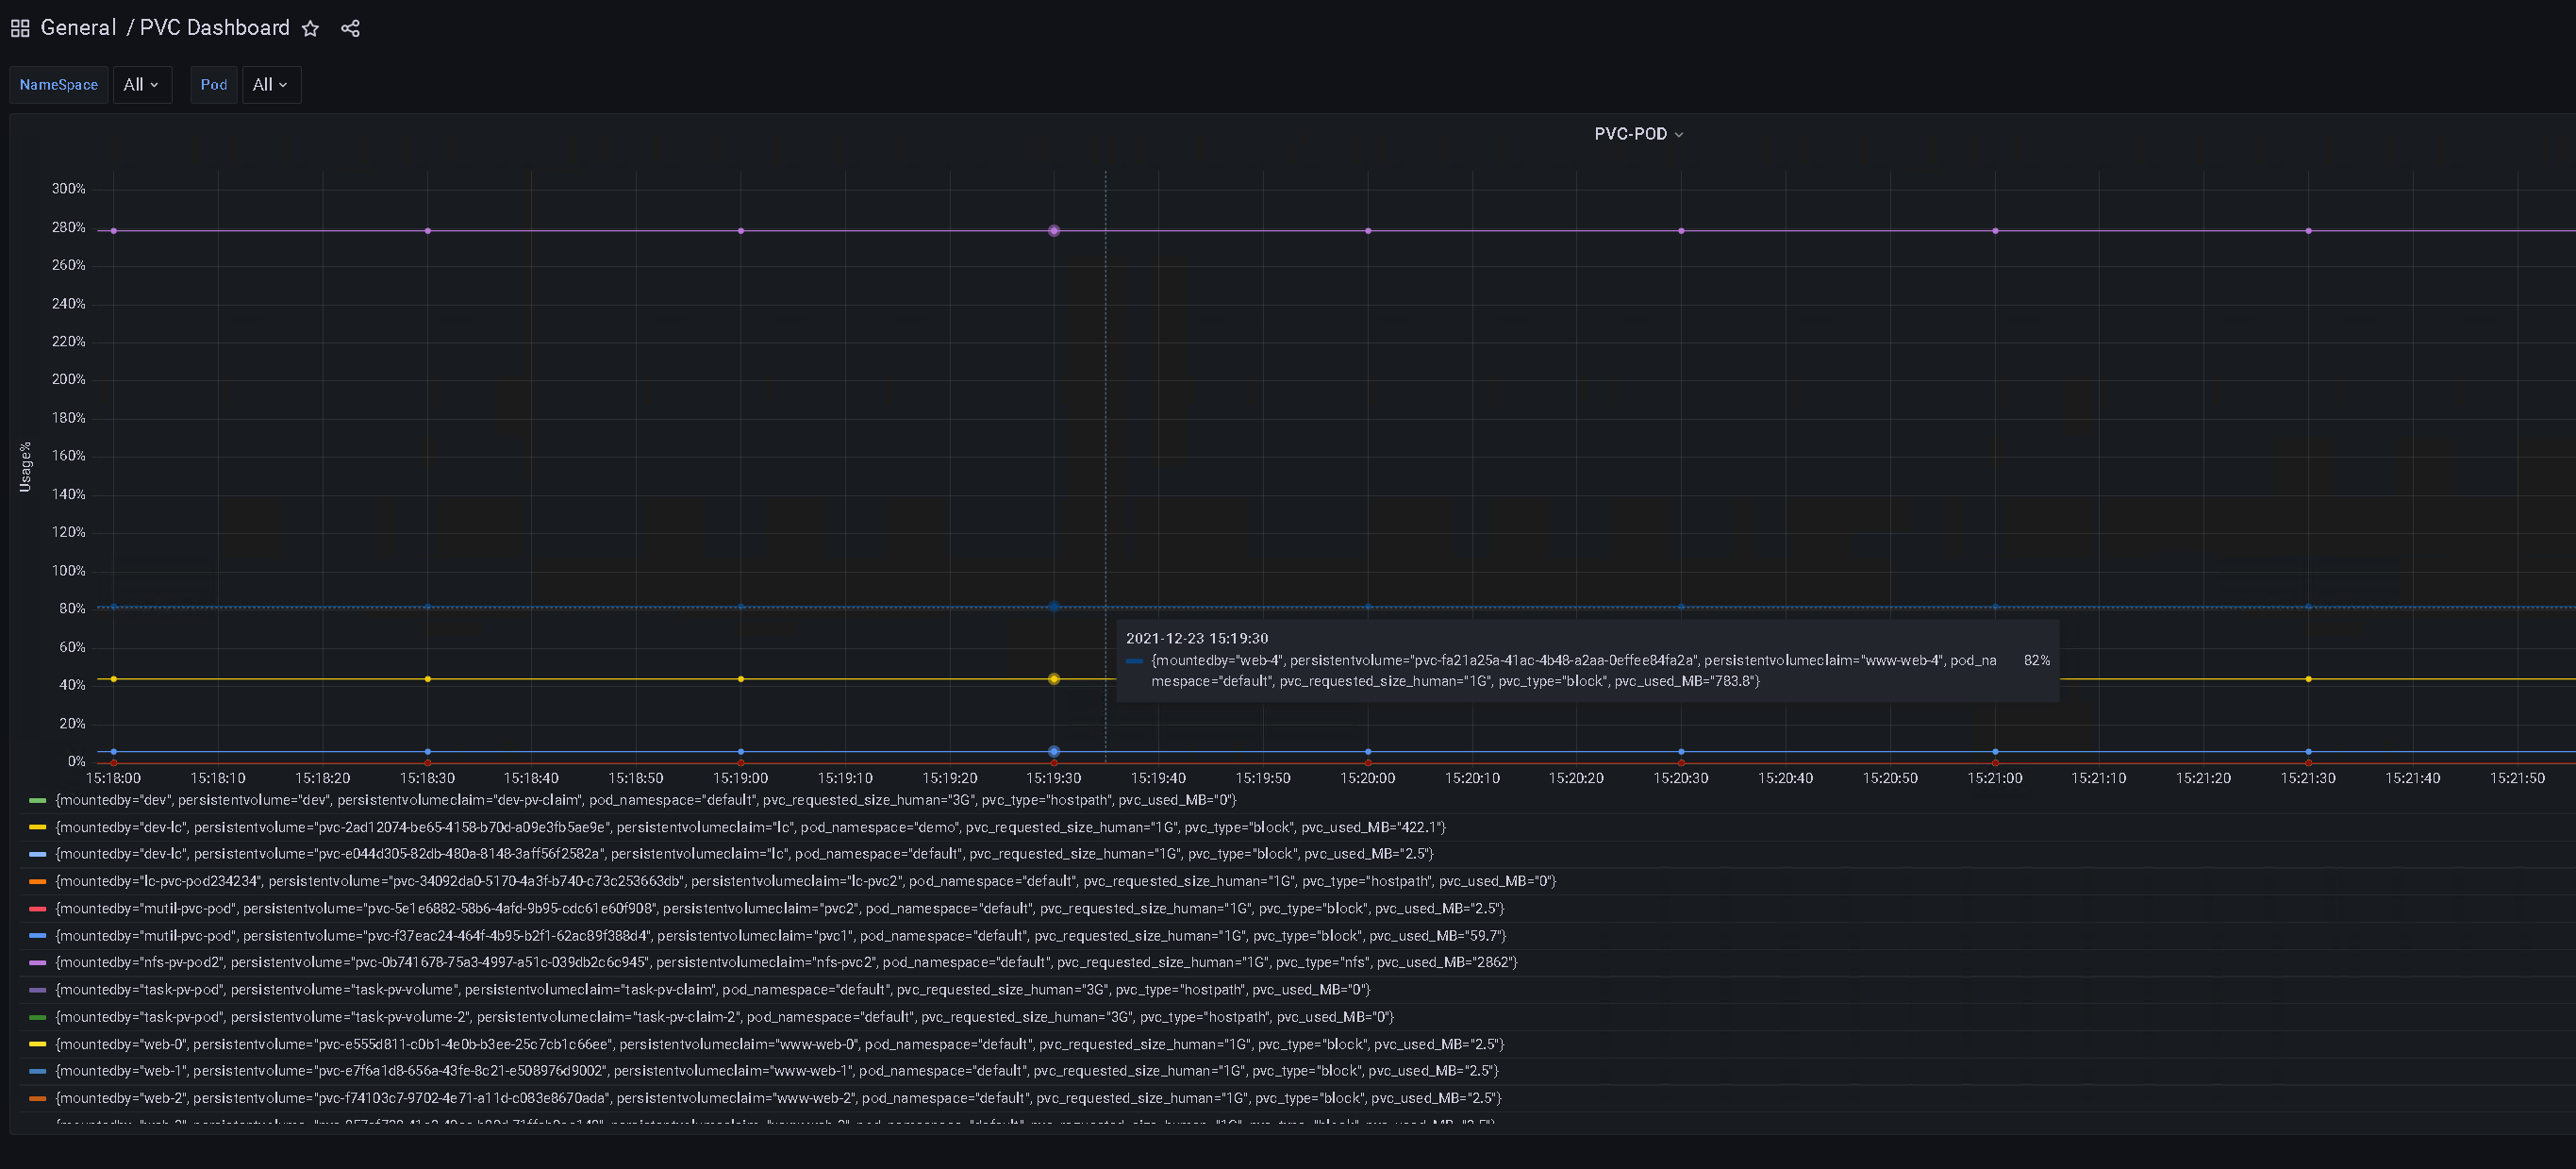 General / PVC Dashboard
NameSpace All Pod All
PVC-POD
Usage%
300%
280%
260%
240%
220%
200%
180%
160%
140%
120%
100%
80%
60%
40%
20%
0%
2021-12-23 15:19:30
{mountedby="web-4", persistentvolume="pvc-fa21a25a-41ac-4b48-a2aa-0effee84fa2a", persistentvolumeclaim="www-web-4", pod_na 82%
mespace="default", pvc_requested_size_human="1G", pvc_type="block", pvc_used_MB="783.8"}
15:18:00 15:18:10 15:18:20 15:18:30 15:18:40 15:18:50 15:19:00 15:19:10 15:19:20 15:19:30 15:19:40 15:19:50 15:20:00 15:20:10 15:20:20 15:20:30 15:20:40 15:20:50 15:21:00 15:21:10 15:21:20 15:21:30 15:21:40 15:21:50
{mountedby="dev", persistentvolume="dev", persistentvolumeclaim="dev-pv-claim", pod_namespace="default", pvc_requested_size_human="3G", pvc_type="hostpath", pvc_used_MB="0"}
{mountedby="dev-lc", persistentvolume="pvc-2ad12074-be65-4158-b70d-a09e3fb5ae9e", persistentvolumeclaim="lc", pod_namespace="demo", pvc_requested_size_human="1G", pvc_type="block", pvc_used_MB="422.1"}
{mountedby="dev-lc", persistentvolume="pvc-e044d305-82db-480a-8148-3aff56f2582a", persistentvolumeclaim="lc", pod_namespace="default", pvc_requested_size_human="1G", pvc_type="block", pvc_used_MB="2.5"}
{mountedby="lc-pvc-pod234234", persistentvolume="pvc-34092da0-5170-4a3f-b740-c73c253663db", persistentvolumeclaim="lc-pvc2", pod_namespace="default", pvc_requested_size_human="1G", pvc_type="hostpath", pvc_used_MB="0"}
{mountedby="mutil-pvc-pod", persistentvolume="pvc-5e1e6882-58b6-4afd-9b95-cdc61e60f908", persistentvolumeclaim="pvc2", pod_namespace="default", pvc_requested_size_human="1G", pvc_type="block", pvc_used_MB="2.5"}
{mountedby="mutil-pvc-pod", persistentvolume="pvc-f37eac24-464f-4b95-b2f1-62ac89f388d4", persistentvolumeclaim="pvc1", pod_namespace="default", pvc_requested_size_human="1G", pvc_type="block", pvc_used_MB="59.7"}
{mountedby="nfs-pv-pod2", persistentvolume="pvc-0b741678-75a3-4997-a51c-039db2c6c945", persistentvolumeclaim="nfs-pvc2", pod_namespace="default", pvc_requested_size_human="1G", pvc_type="nfs", pvc_used_MB="2862"}
{mountedby="task-pv-pod", persistentvolume="task-pv-volume", persistentvolumeclaim="task-pv-claim", pod_namespace="default", pvc_requested_size_human="3G", pvc_type="hostpath", pvc_used_MB="0"}
{mountedby="task-pv-pod", persistentvolume="task-pv-volume-2", persistentvolumeclaim="task-pv-claim-2", pod_namespace="default", pvc_requested_size_human="3G", pvc_type="hostpath", pvc_used_MB="0"}
{mountedby="web-0", persistentvolume="pvc-e555d811-c0b1-4e0b-b3ee-25c7cb1c66ee", persistentvolumeclaim="www-web-0", pod_namespace="default", pvc_requested_size_human="1G", pvc_type="block", pvc_used_MB="2.5"}
{mountedby="web-1", persistentvolume="pvc-e7f6a1d8-656a-43fe-8c21-e508976d9002", persistentvolumeclaim="www-web-1", pod_namespace="default", pvc_requested_size_human="1G", pvc_type="block", pvc_used_MB="2.5"}
{mountedby="web-2", persistentvolume="pvc-f74103c7-9702-4e71-a11d-c083e8670ada", persistentvolumeclaim="www-web-2", pod_namespace="default", pvc_requested_size_human="1G", pvc_type="block", pvc_used_MB="2.5"}